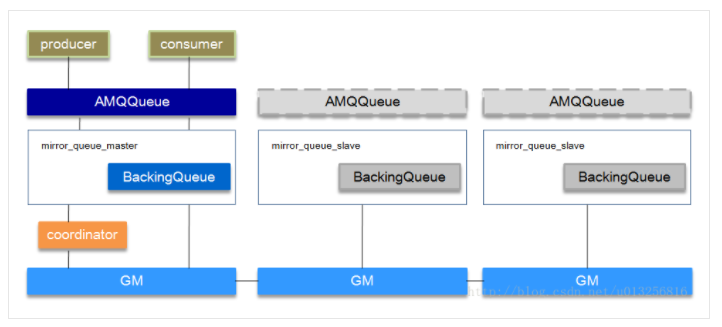 producer
consumer
AMQQueue
AMQQueue
AMQQueue
mirror_queue_master
mirror_queue_slave
mirror_queue_slave
BackingQueue
BackingQueue
BackingQueue
coordinator
GM
GM
GM
http://blog.csdn.net/u013256816